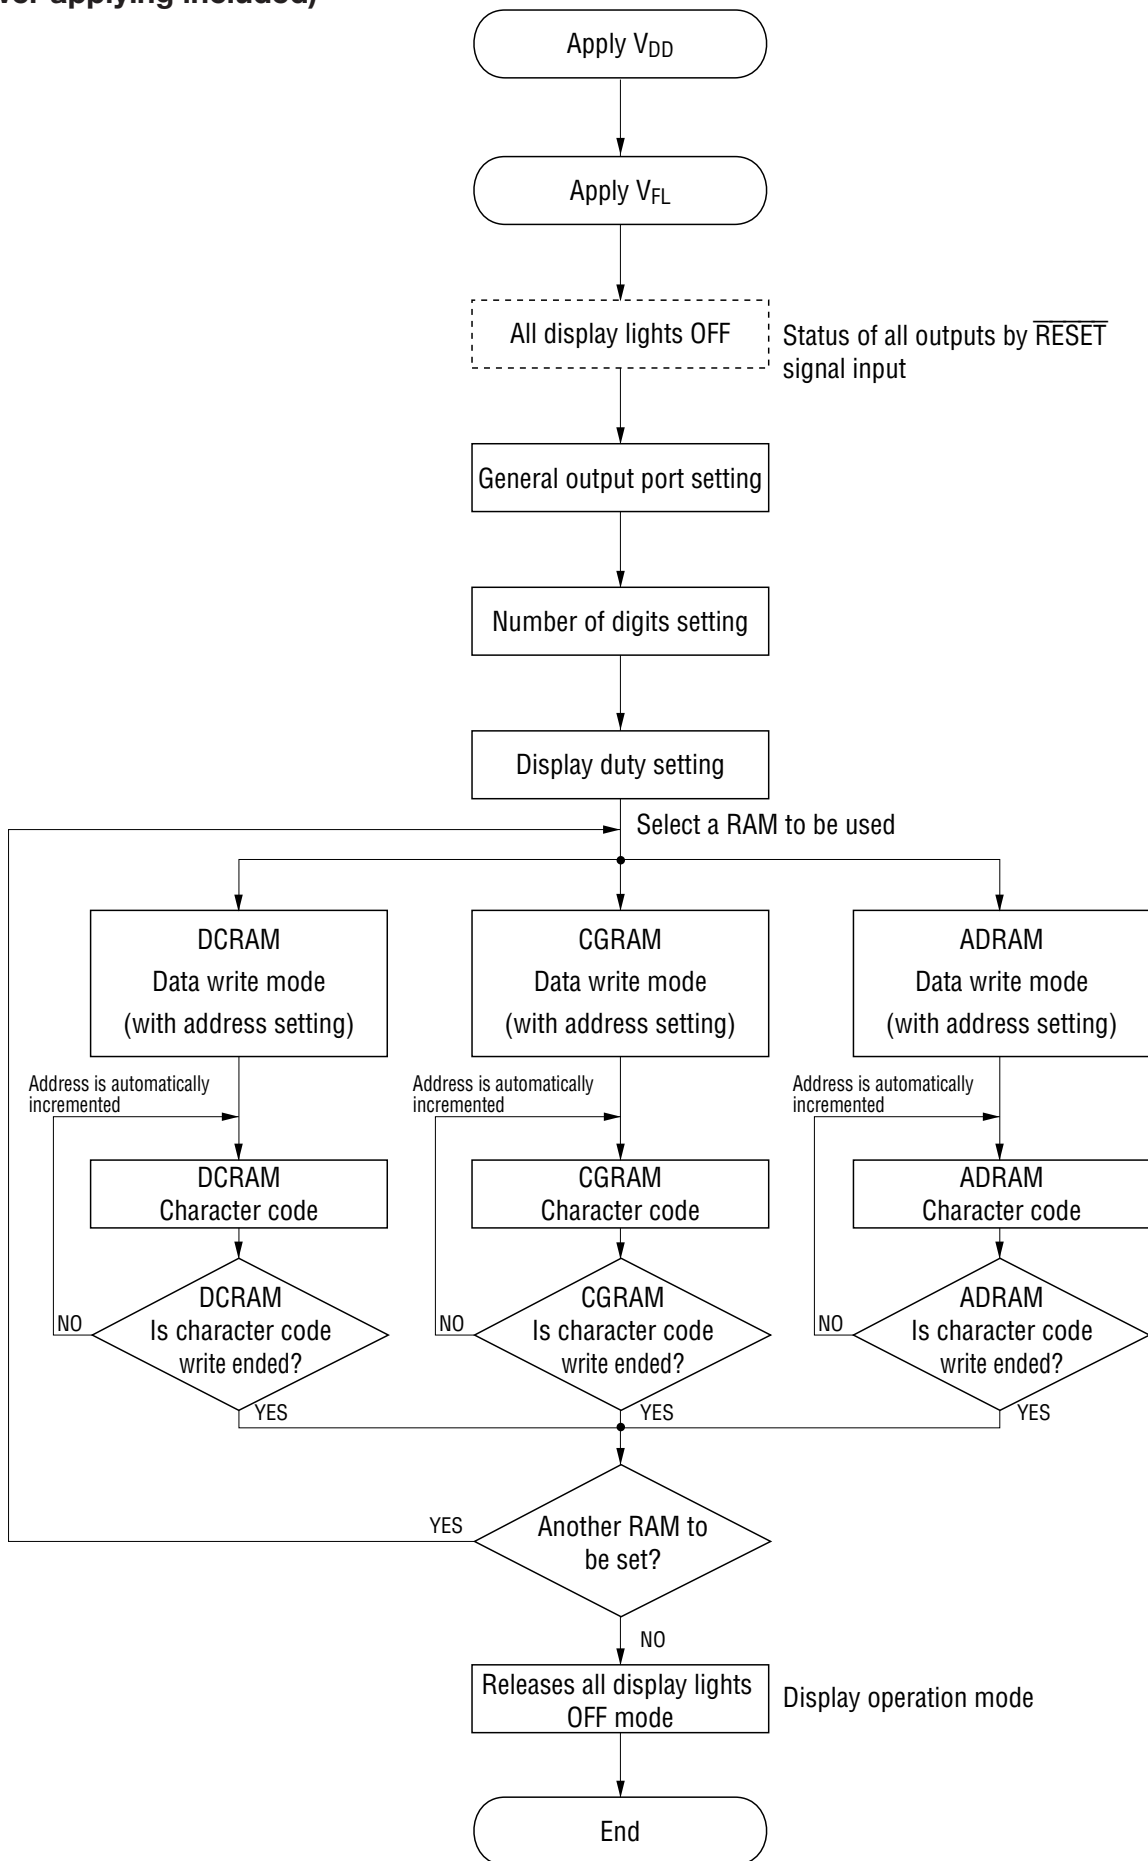 applying included)
Apply VDD
Apply VFL
All display lights OFF
Status of all outputs by RESET
signal input
General output port setting
Number of digits setting
Display duty setting
Select a RAM to be used
DCRAM
Data write mode
(with address setting)
CGRAM
Data write mode
(with address setting)
ADRAM
Data write mode
(with address setting)
Address is automatically
incremented
Address is automatically
incremented
Address is automatically
incremented
DCRAM
Character code
CGRAM
Character code
ADRAM
Character code
DCRAM
Is character code
write ended?
NO
YES
CGRAM
Is character code
write ended?
NO
YES
ADRAM
Is character code
write ended?
NO
YES
Another RAM to
be set?
YES
NO
Releases all display lights
OFF mode
Display operation mode
End